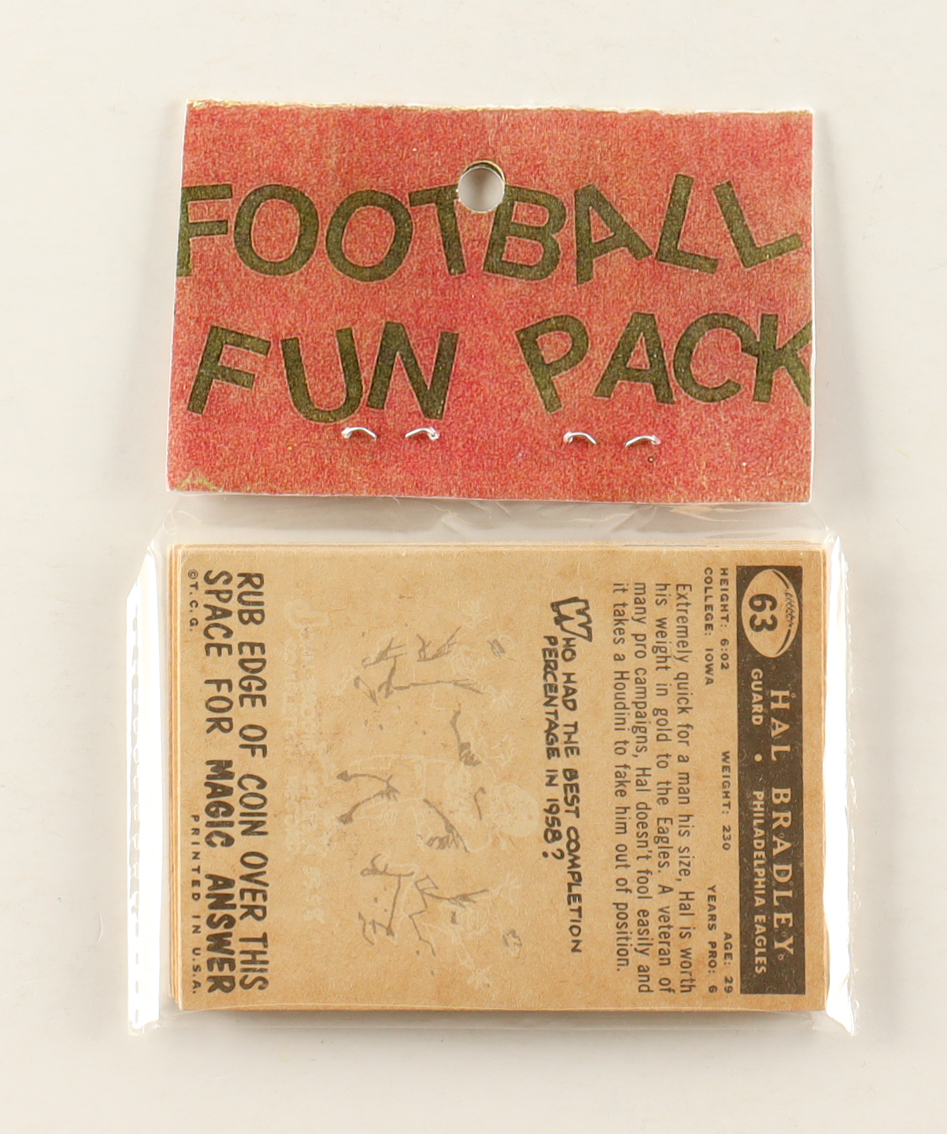 FOOTBALL
FUN PACK
63
HAL BRADLEY
GUARD • PHILADELPHIA EAGLES
HEIGHT: 6:02 WEIGHT: 230 AGE: 29
COLLEGE: IOWA YEARS PRO: 6
Extremely quick for a man his size, Hal is worth
his weight in gold to the Eagles. A veteran of
many pro campaigns, Hal doesn't fool easily and
it takes a Houdini to fake him out of position.
WHO HAD THE BEST COMPLETION
PERCENTAGE IN 1958?
RUB EDGE OF COIN OVER THIS
SPACE FOR MAGIC ANSWER
©T.C.G. PRINTED IN U.S.A.